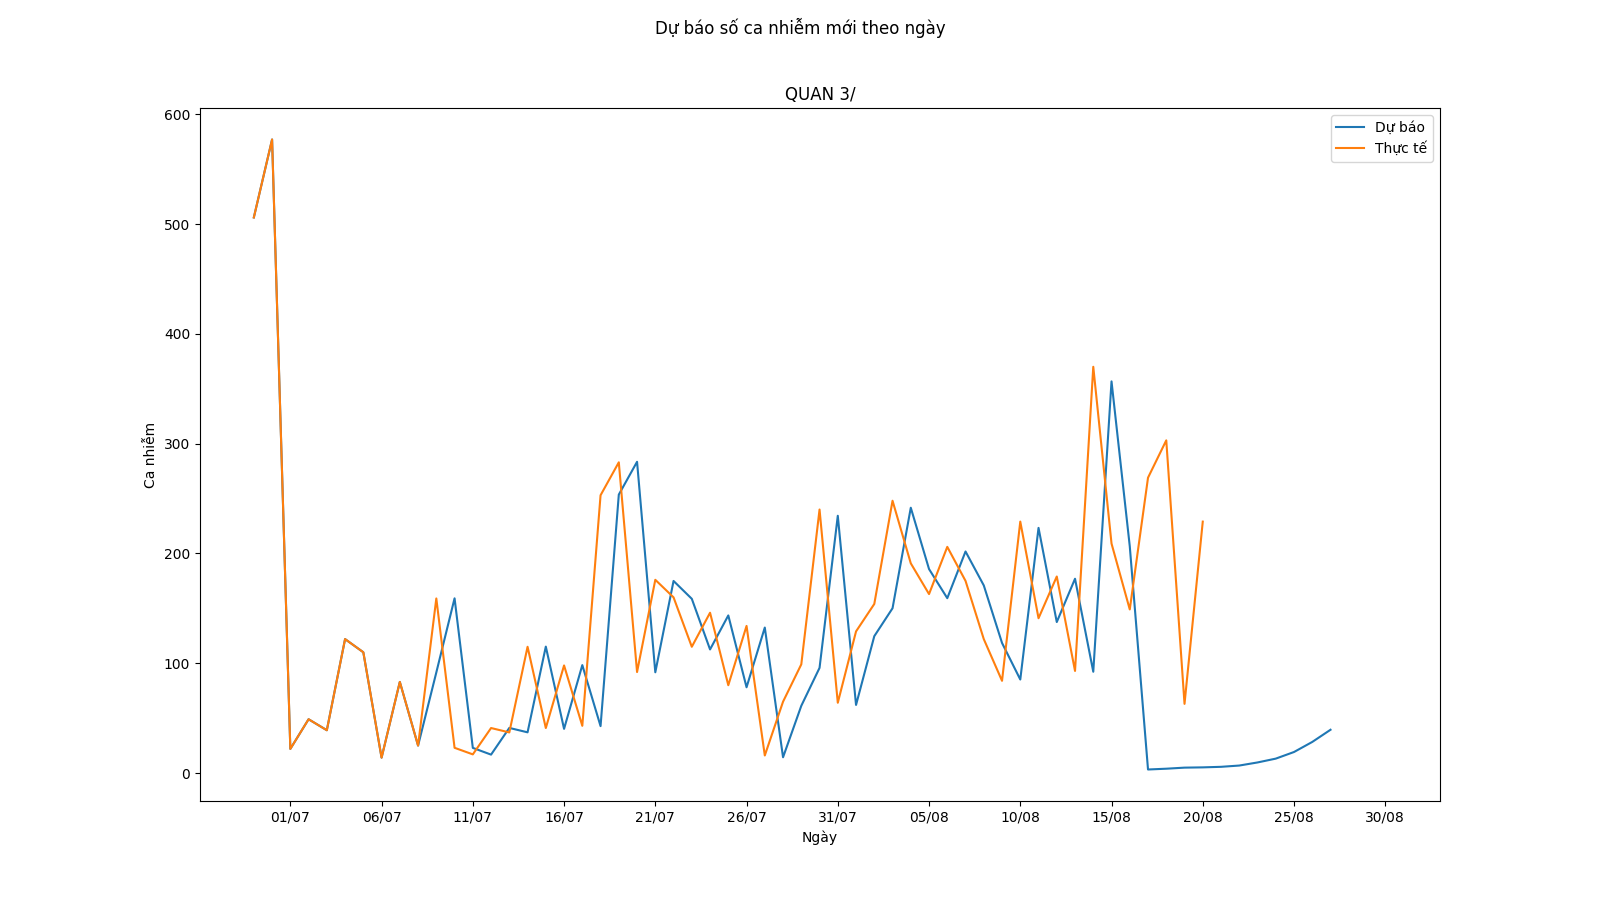 Dự báo số ca nhiễm mới theo ngày
QUAN 3/
Dự báo
Thực tế
600
500
400
300
200
100
0
Ca nhiễm
01/07 06/07 11/07 16/07 21/07 26/07 31/07 05/08 10/08 15/08 20/08 25/08 30/08
Ngày